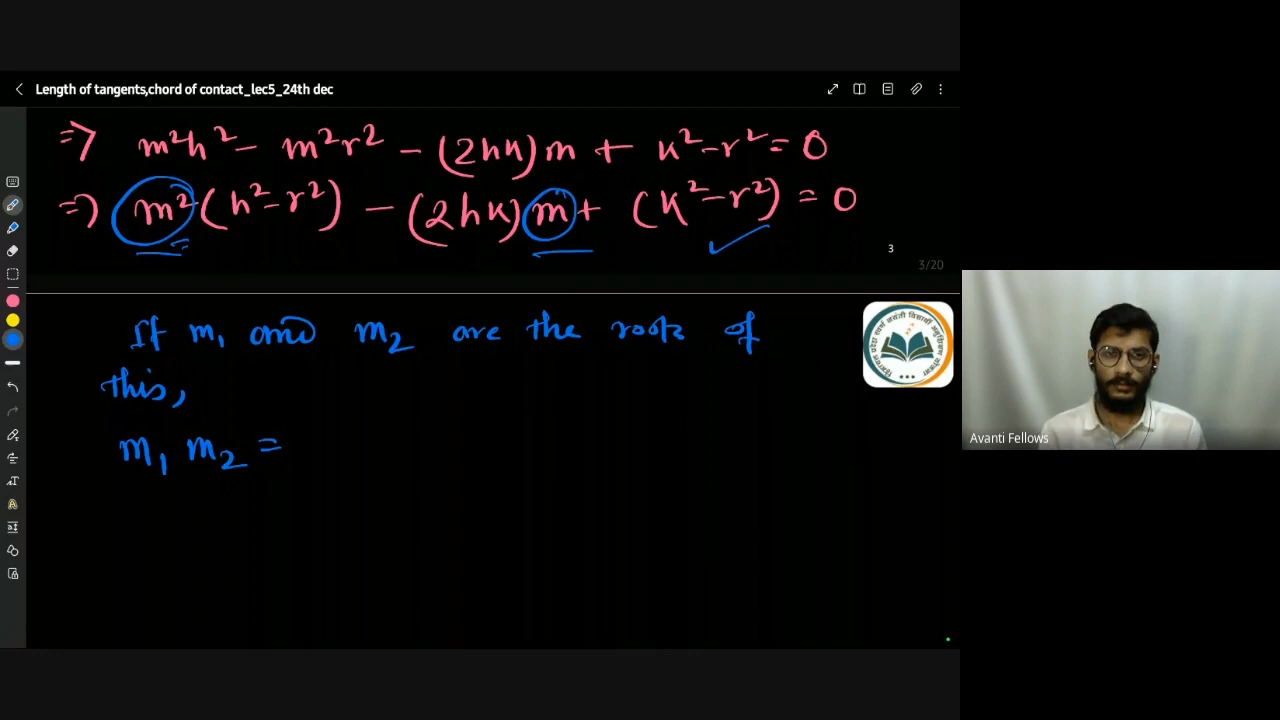 Length of tangents,chord of contact_lec5_24th dec
=> m²h² - m²r² - (2hk)m + k²-r² = 0
=> m²(h²-r²) - (2hk)m + (k²-r²) = 0
3
3/20
If m₁ and m₂ are the roots of
this,
m₁ m₂ =
Avanti Fellows